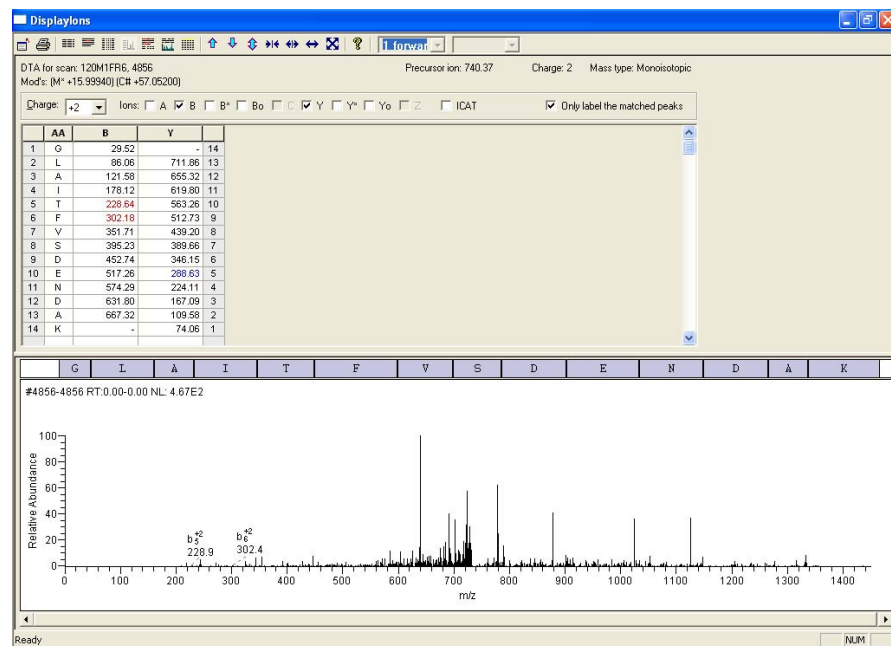 DisplayIons
1 forwar
DTA for scan: 120M1FR6, 4856 Precursor ion: 740.37 Charge: 2 Mass type: Monoisotopic
Mod's: (M* +15.99940) (C# +57.05200)
Charge: +2 Ions: A B B* Bo C Y Y* Yo Z ICAT Only label the matched peaks
AA B Y
1 G 29.52 - 14
2 L 86.06 711.86 13
3 A 121.58 655.32 12
4 I 178.12 619.80 11
5 T 228.64 563.26 10
6 F 302.18 512.73 9
7 V 351.71 439.20 8
8 S 395.23 389.66 7
9 D 452.74 346.15 6
10 E 517.26 288.63 5
11 N 574.29 224.11 4
12 D 631.80 167.09 3
13 A 667.32 109.58 2
14 K - 74.06 1
G L A I T F V S D E N D A K
#4856-4856 RT:0.00-0.00 NL: 4.67E2
100
80
60
40
20
0
Relative Abundance
b5+2
228.9
b6+2
302.4
0 100 200 300 400 500 600 700 800 900 1000 1100 1200 1300 1400
m/z
Ready NUM